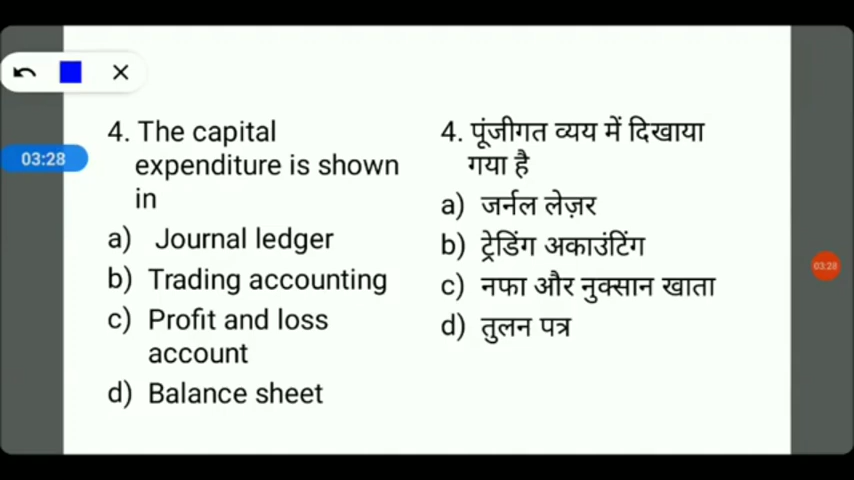 4. The capital
expenditure is shown
in
a) Journal ledger
b) Trading accounting
c) Profit and loss
account
d) Balance sheet
4. पूंजीगत व्यय में दिखाया
गया है
a) जर्नल लेज़र
b) ट्रेडिंग अकाउंटिंग
c) नफा और नुक्सान खाता
d) तुलन पत्र
03:28
03:28